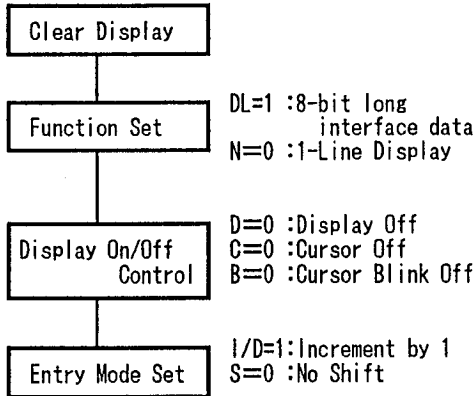 Clear Display
Function Set
DL=1 :8-bit long
interface data
N=0 :1-Line Display
Display On/Off
Control
D=0 :Display Off
C=0 :Cursor Off
B=0 :Cursor Blink Off
Entry Mode Set
I/D=1:Increment by 1
S=0 :No Shift